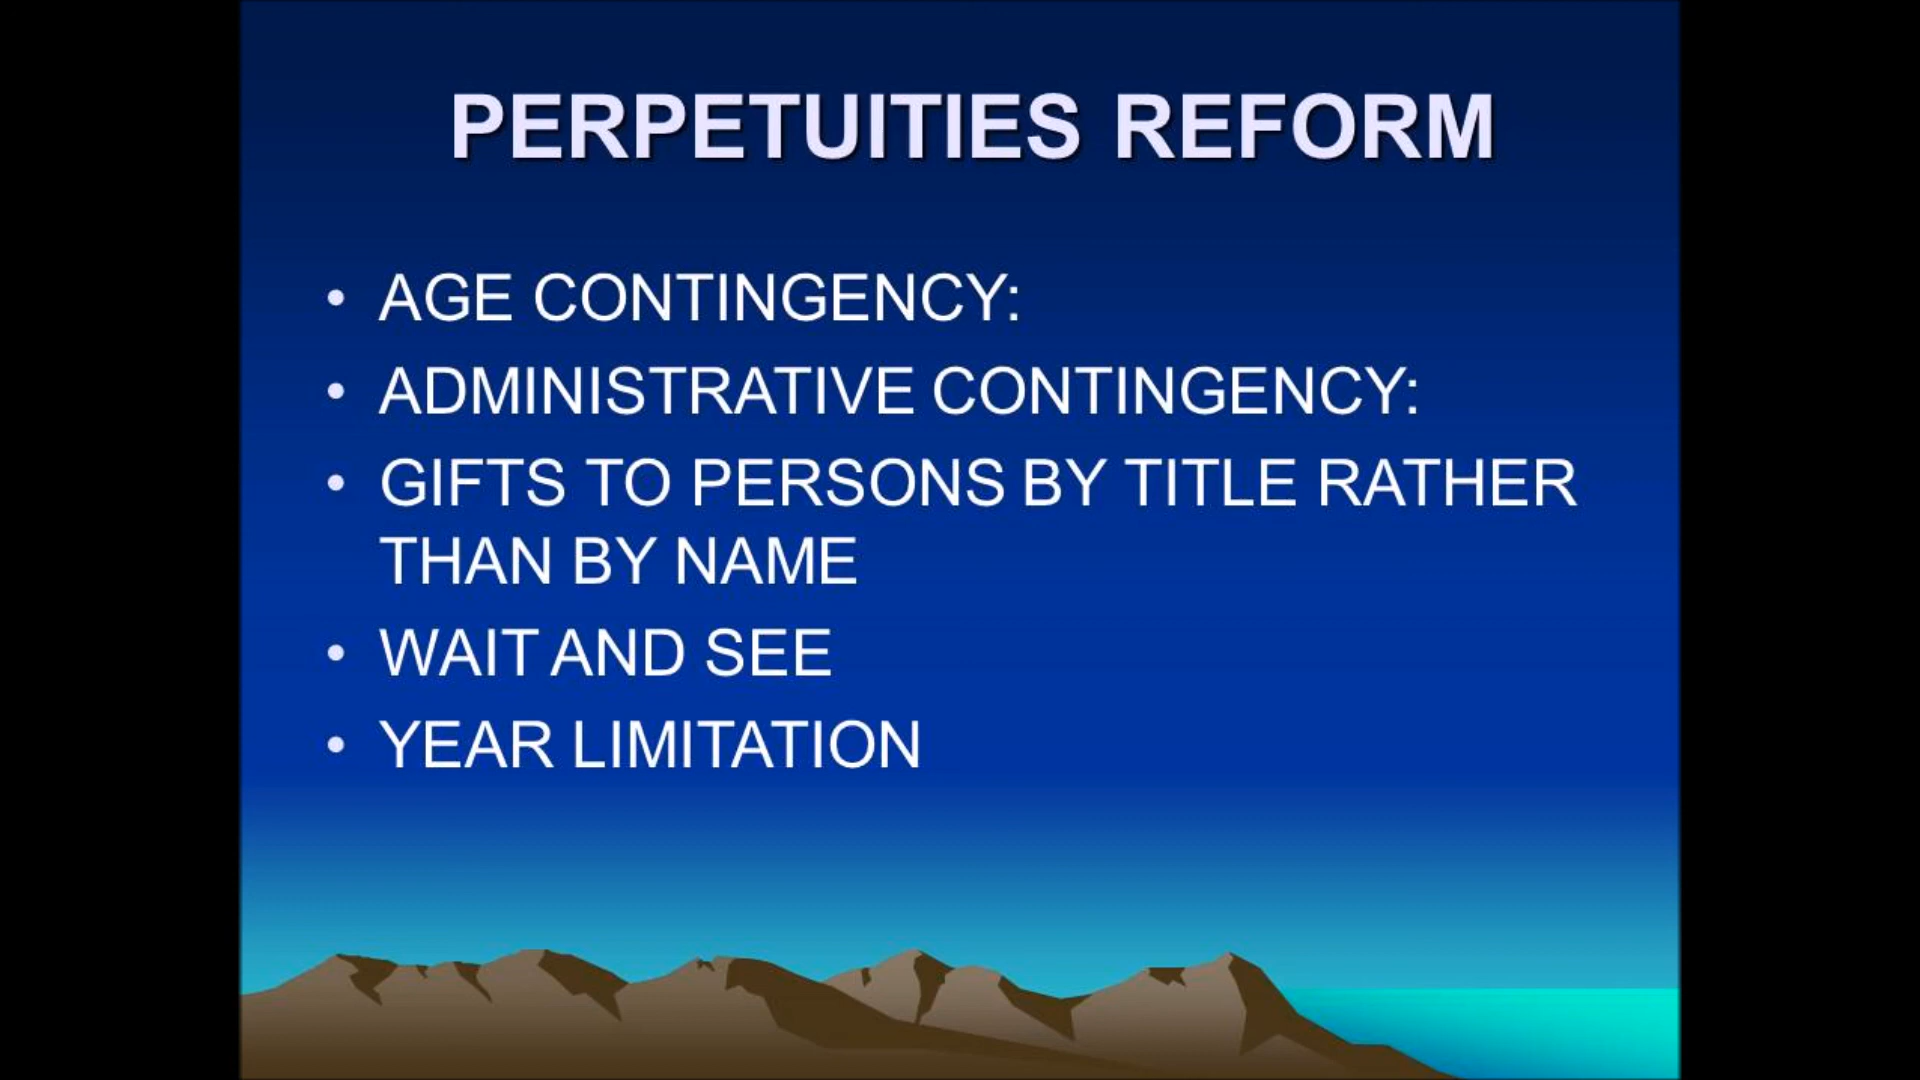 PERPETUITIES REFORM
• AGE CONTINGENCY:
• ADMINISTRATIVE CONTINGENCY:
• GIFTS TO PERSONS BY TITLE RATHER
THAN BY NAME
• WAIT AND SEE
• YEAR LIMITATION